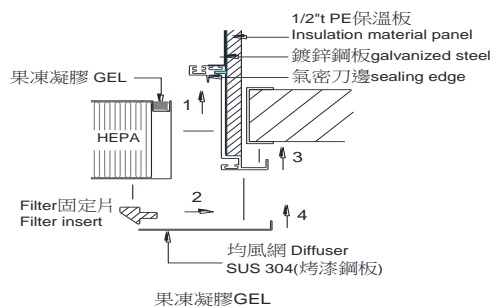 1/2"t PE保溫板
Insulation material panel
鍍鋅鋼板galvanized steel
氣密刀邊sealing edge
果凍凝膠 GEL
HEPA
1
2
3
4
Filter固定片
Filter insert
均風網 Diffuser
SUS 304(烤漆鋼板)
果凍凝膠GEL